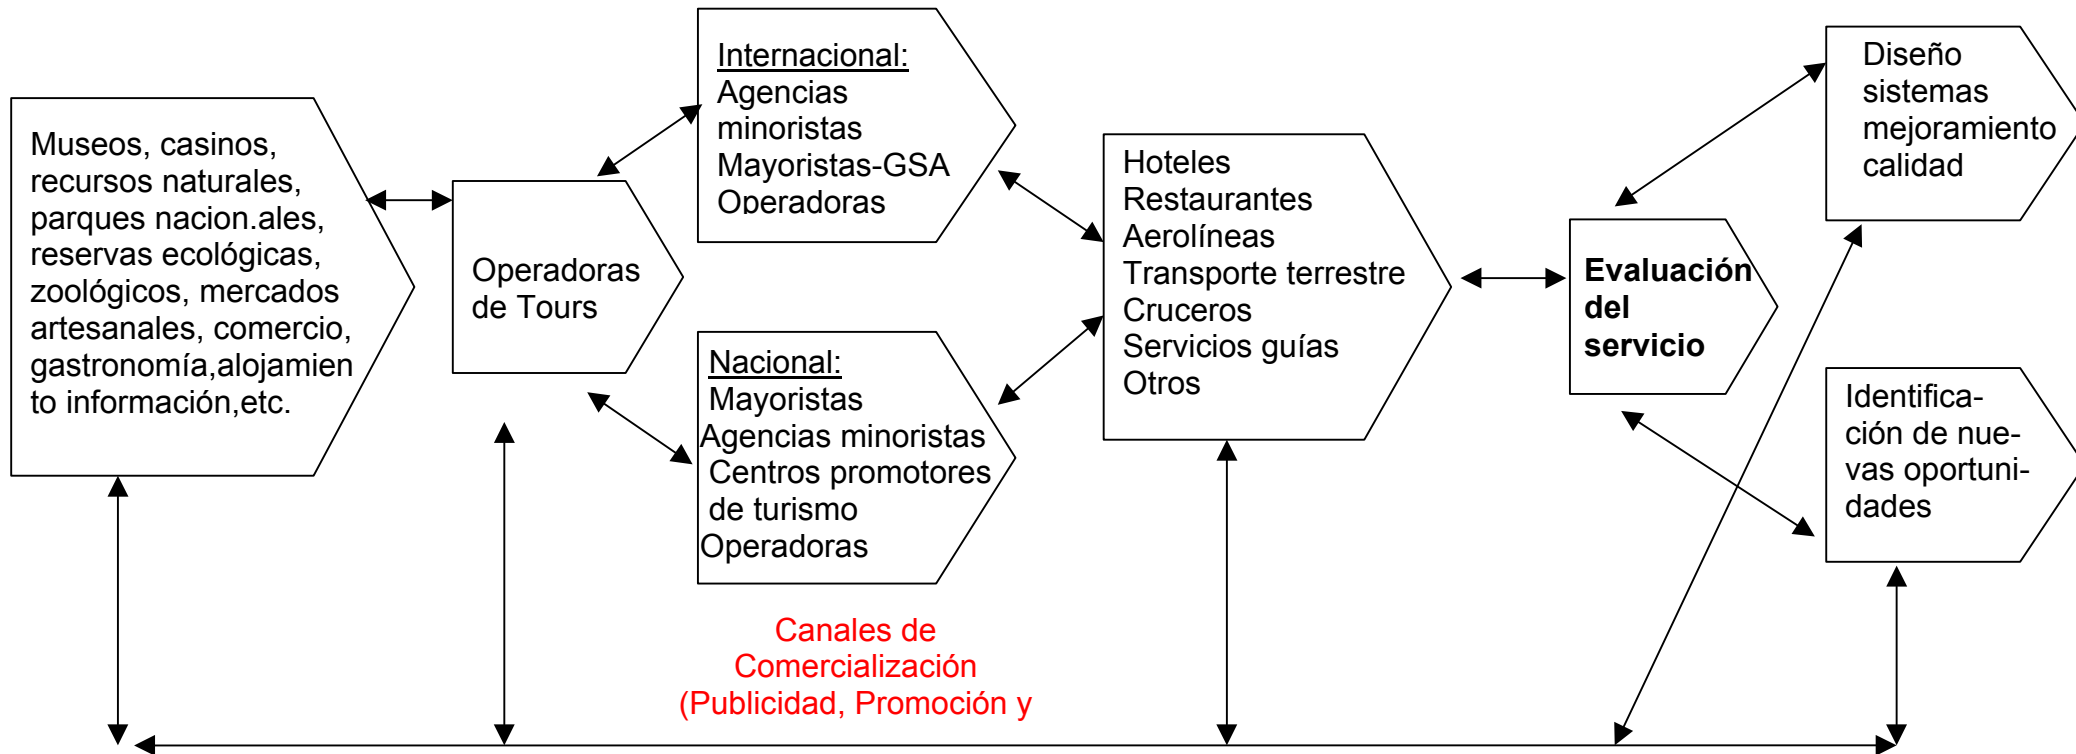 Museos, casinos,
recursos naturales,
parques nacion.ales,
reservas ecológicas,
zoológicos, mercados
artesanales, comercio,
gastronomía,alojamien
to información,etc.
Operadoras
de Tours
Internacional:
Agencias
minoristas
Mayoristas-GSA
Operadoras
Nacional:
Mayoristas
Agencias minoristas
Centros promotores
de turismo
Operadoras
Canales de
Comercialización
(Publicidad, Promoción y
Hoteles
Restaurantes
Aerolíneas
Transporte terrestre
Cruceros
Servicios guías
Otros
Evaluación
del
servicio
Diseño
sistemas
mejoramiento
calidad
Identifica-
ción de nue-
vas oportuni-
dades